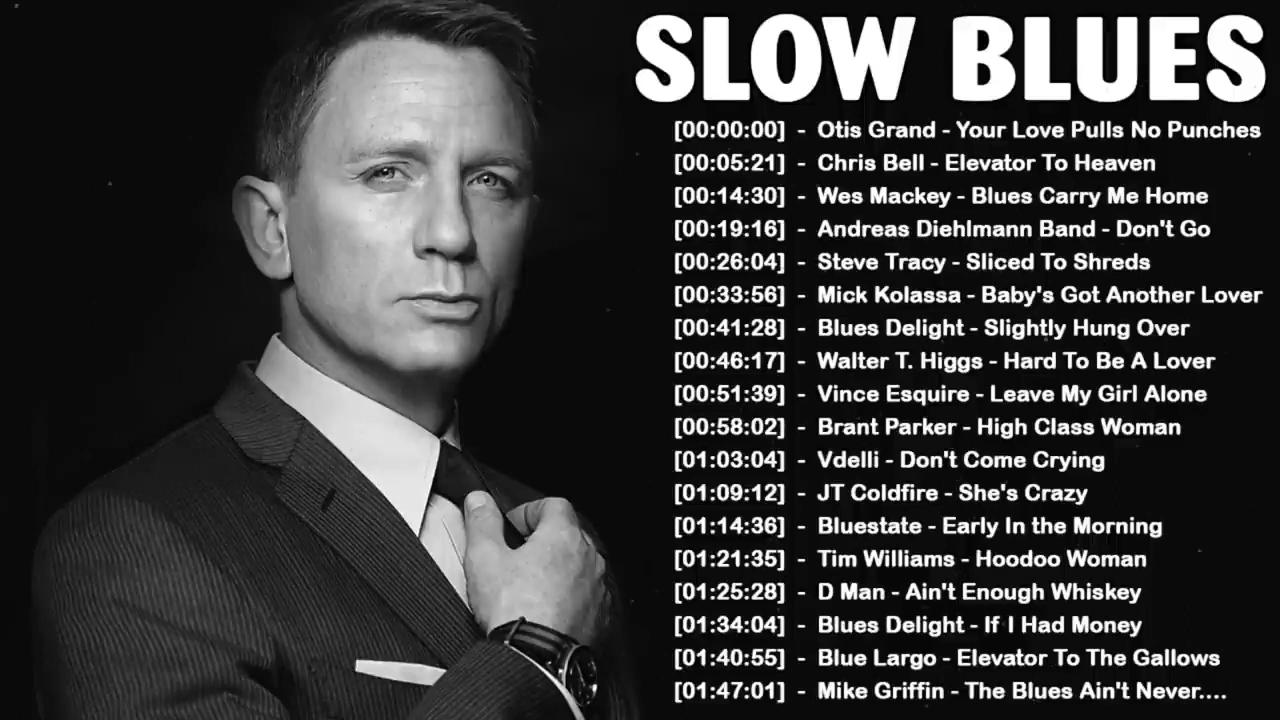 SLOW BLUES
[00:00:00] - Otis Grand - Your Love Pulls No Punches
[00:05:21] - Chris Bell - Elevator To Heaven
[00:14:30] - Wes Mackey - Blues Carry Me Home
[00:19:16] - Andreas Diehlmann Band - Don't Go
[00:26:04] - Steve Tracy - Sliced To Shreds
[00:33:56] - Mick Kolassa - Baby's Got Another Lover
[00:41:28] - Blues Delight - Slightly Hung Over
[00:46:17] - Walter T. Higgs - Hard To Be A Lover
[00:51:39] - Vince Esquire - Leave My Girl Alone
[00:58:02] - Brant Parker - High Class Woman
[01:03:04] - Vdelli - Don't Come Crying
[01:09:12] - JT Coldfire - She's Crazy
[01:14:36] - Bluestate - Early In the Morning
[01:21:35] - Tim Williams - Hoodoo Woman
[01:25:28] - D Man - Ain't Enough Whiskey
[01:34:04] - Blues Delight - If I Had Money
[01:40:55] - Blue Largo - Elevator To The Gallows
[01:47:01] - Mike Griffin - The Blues Ain't Never....